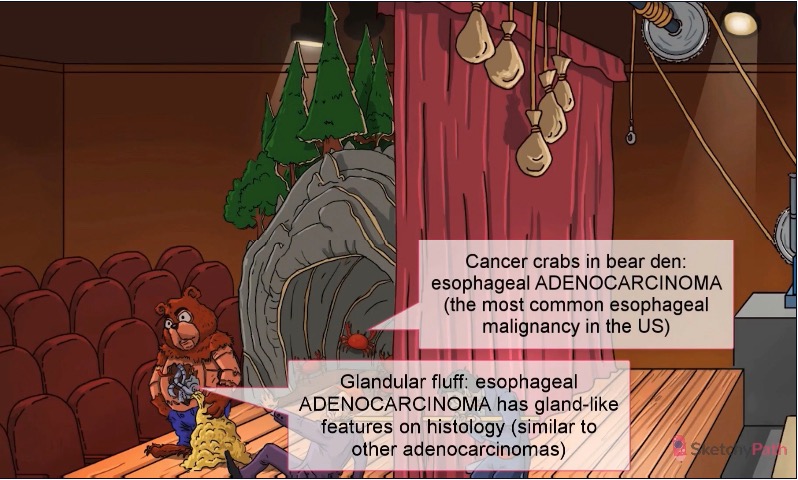 Cancer crabs in bear den:
esophageal ADENOCARCINOMA
(the most common esophageal
malignancy in the US)
Glandular fluff: esophageal
ADENOCARCINOMA has gland-like
features on histology (similar to
other adenocarcinomas)
SketchyPath